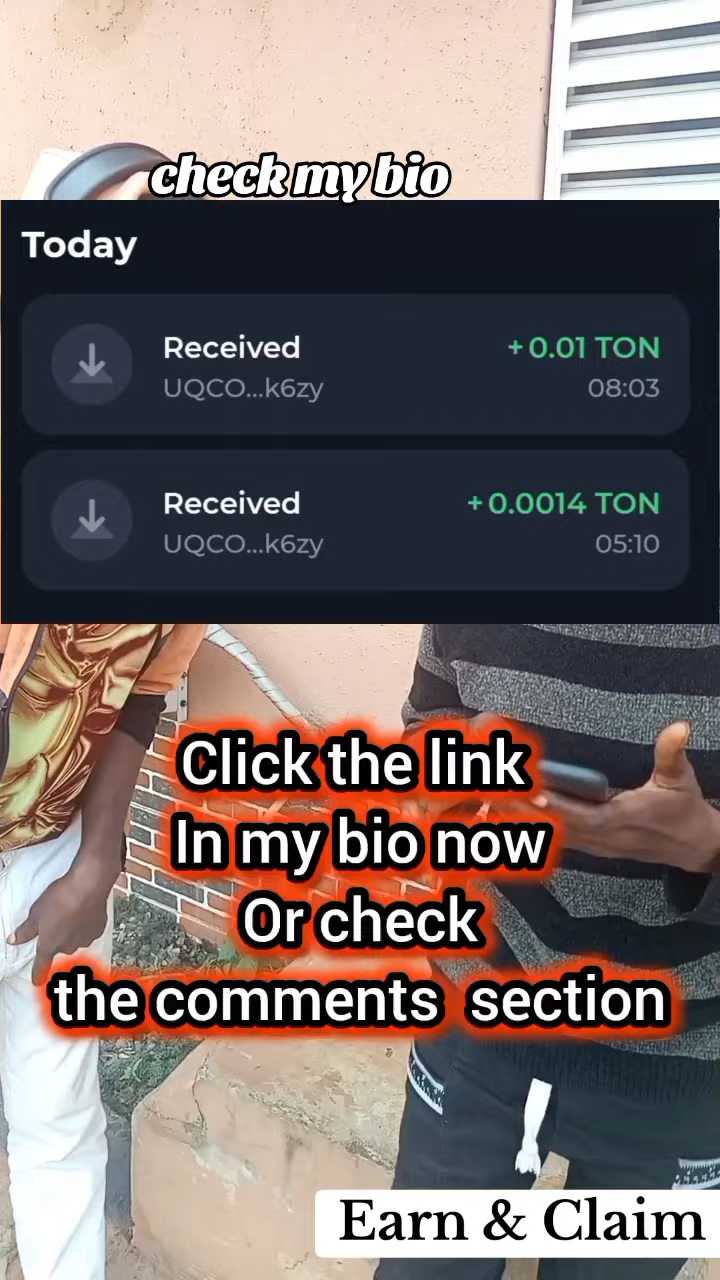 check my bio
Today
Received
+0.01 TON
UQCO...k6zy
08:03
Received
+0.0014 TON
UQCO...k6zy
05:10
Click the link
In my bio now
Or check
the comments section
Earn & Claim